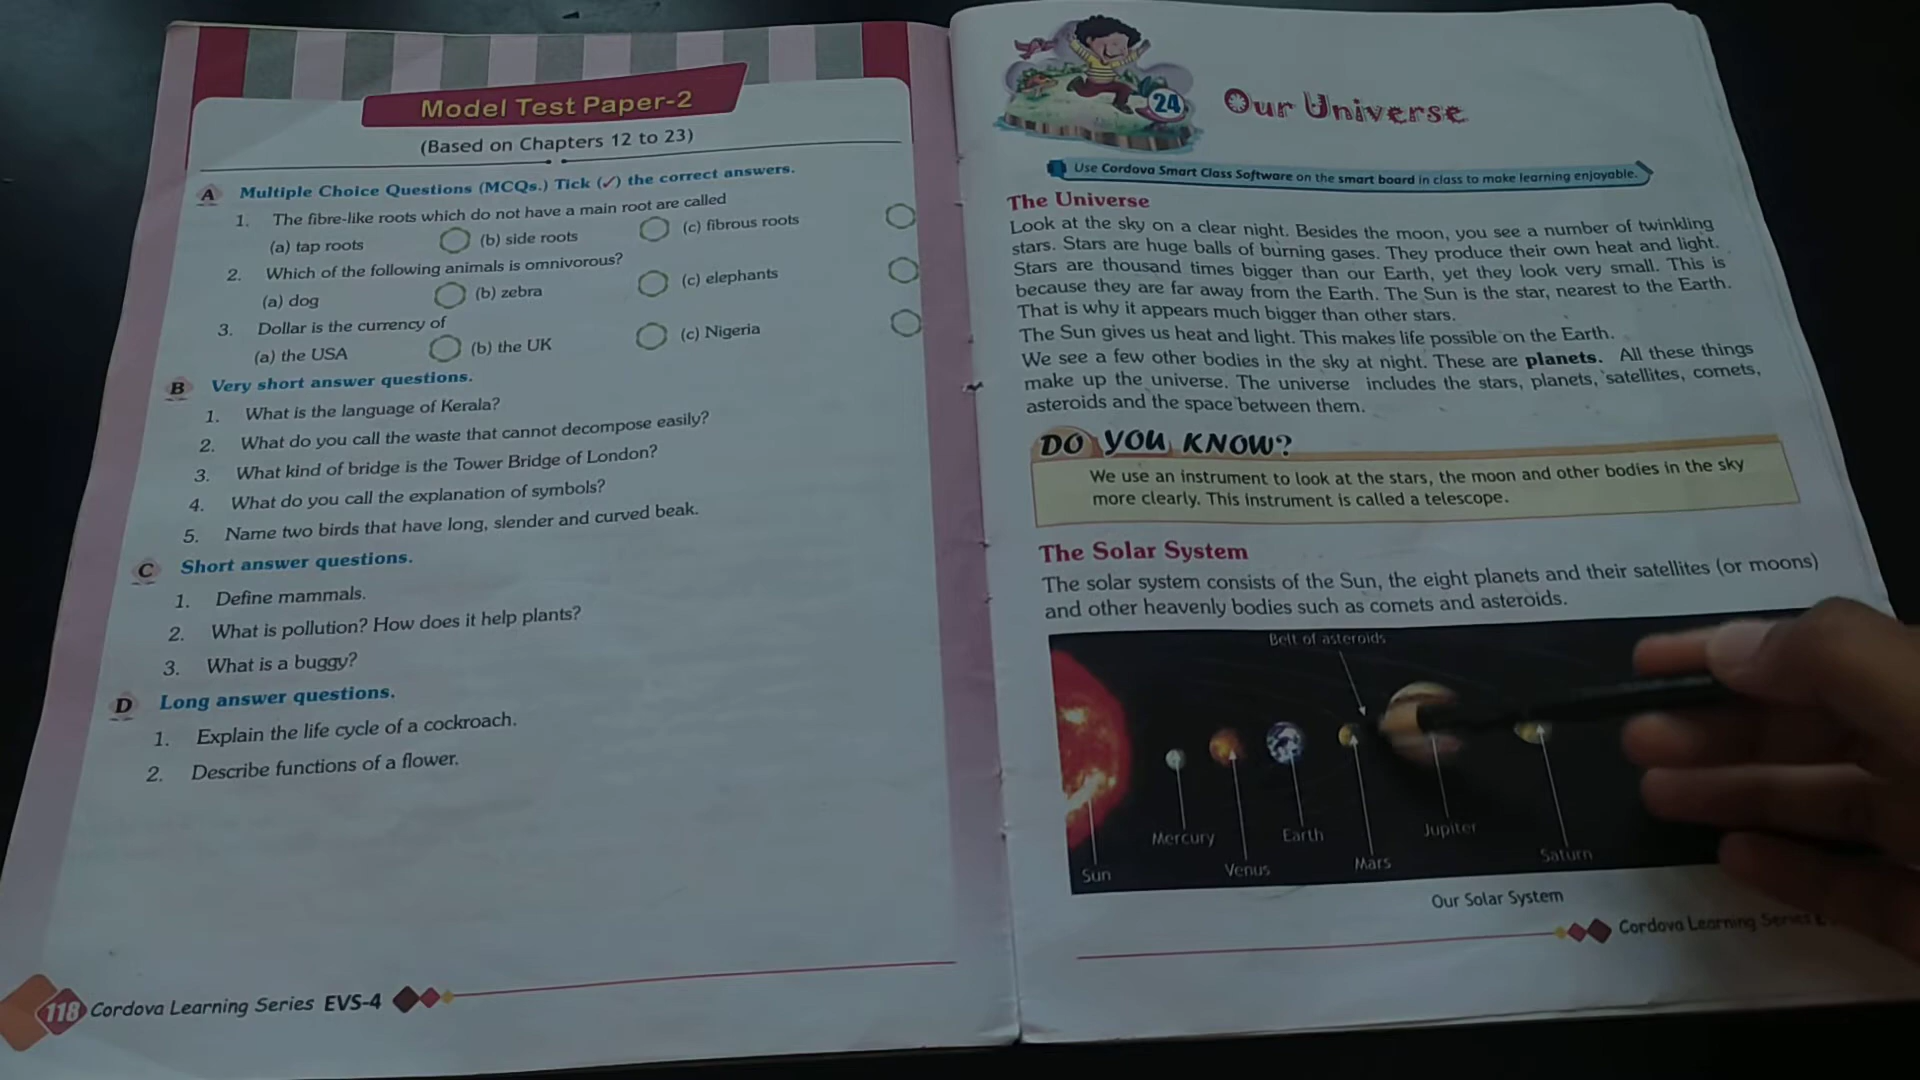 Model Test Paper-2
(Based on Chapters 12 to 23)
A Multiple Choice Questions (MCQs.) Tick (✓) the correct answers.
1. The fibre-like roots which do not have a main root are called
(a) tap roots (b) side roots (c) fibrous roots
2. Which of the following animals is omnivorous?
(a) dog (b) zebra (c) elephants
3. Dollar is the currency of
(a) the USA (b) the UK (c) Nigeria
B Very short answer questions.
1. What is the language of Kerala?
2. What do you call the waste that cannot decompose easily?
3. What kind of bridge is the Tower Bridge of London?
4. What do you call the explanation of symbols?
5. Name two birds that have long, slender and curved beak.
C Short answer questions.
1. Define mammals.
2. What is pollution? How does it help plants?
3. What is a buggy?
D Long answer questions.
1. Explain the life cycle of a cockroach.
2. Describe functions of a flower.
118 Cordova Learning Series EVS-4
24 Our Universe
Use Cordova Smart Class Software on the smart board in class to make learning enjoyable.
The Universe
Look at the sky on a clear night. Besides the moon, you see a number of twinkling
stars. Stars are huge balls of burning gases. They produce their own heat and light.
Stars are thousand times bigger than our Earth, yet they look very small. This is
because they are far away from the Earth. The Sun is the star, nearest to the Earth.
That is why it appears much bigger than other stars.
The Sun gives us heat and light. This makes life possible on the Earth.
We see a few other bodies in the sky at night. These are planets. All these things
make up the universe. The universe includes the stars, planets, satellites, comets,
asteroids and the space between them.
DO YOU KNOW?
We use an instrument to look at the stars, the moon and other bodies in the sky
more clearly. This instrument is called a telescope.
The Solar System
The solar system consists of the Sun, the eight planets and their satellites (or moons)
and other heavenly bodies such as comets and asteroids.
Belt of asteroids
Sun Mercury Venus Earth Mars Jupiter Saturn
Our Solar System
Cordova Learning Series